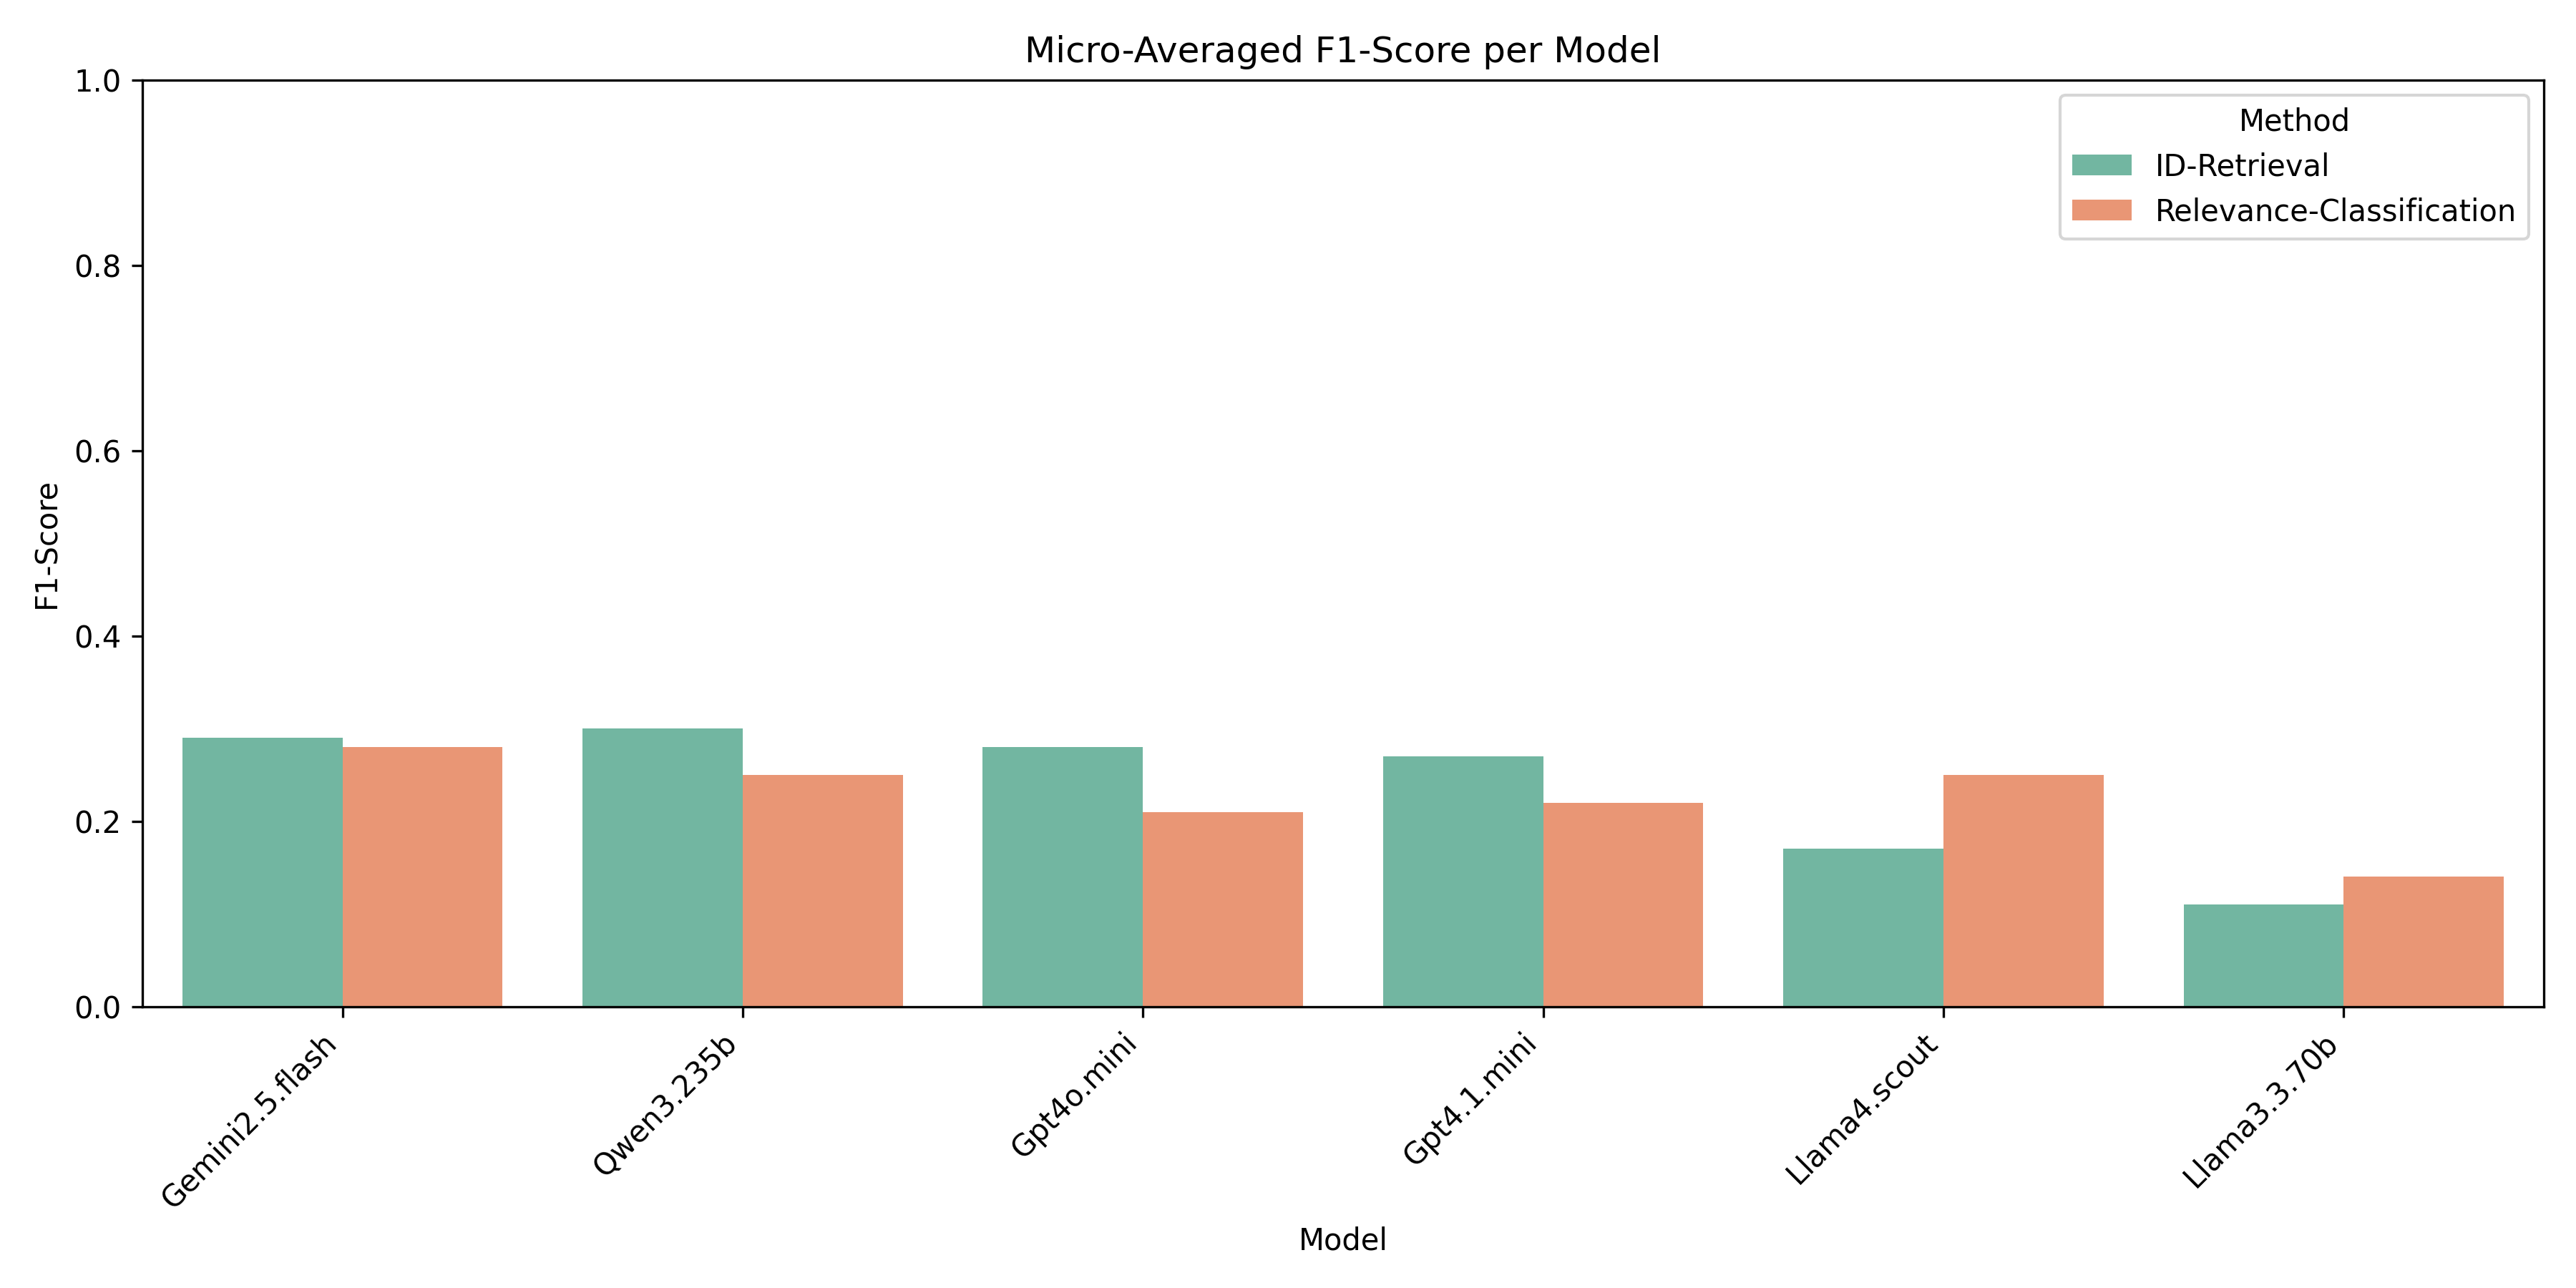 Micro-Averaged F1-Score per Model
Method
ID-Retrieval
Relevance-Classification
F1-Score
1.0
0.8
0.6
0.4
0.2
0.0
Gemini2.5.flash
Qwen3.235b
Gpt4o.mini
Gpt4.1.mini
Llama4.scout
Llama3.3.70b
Model